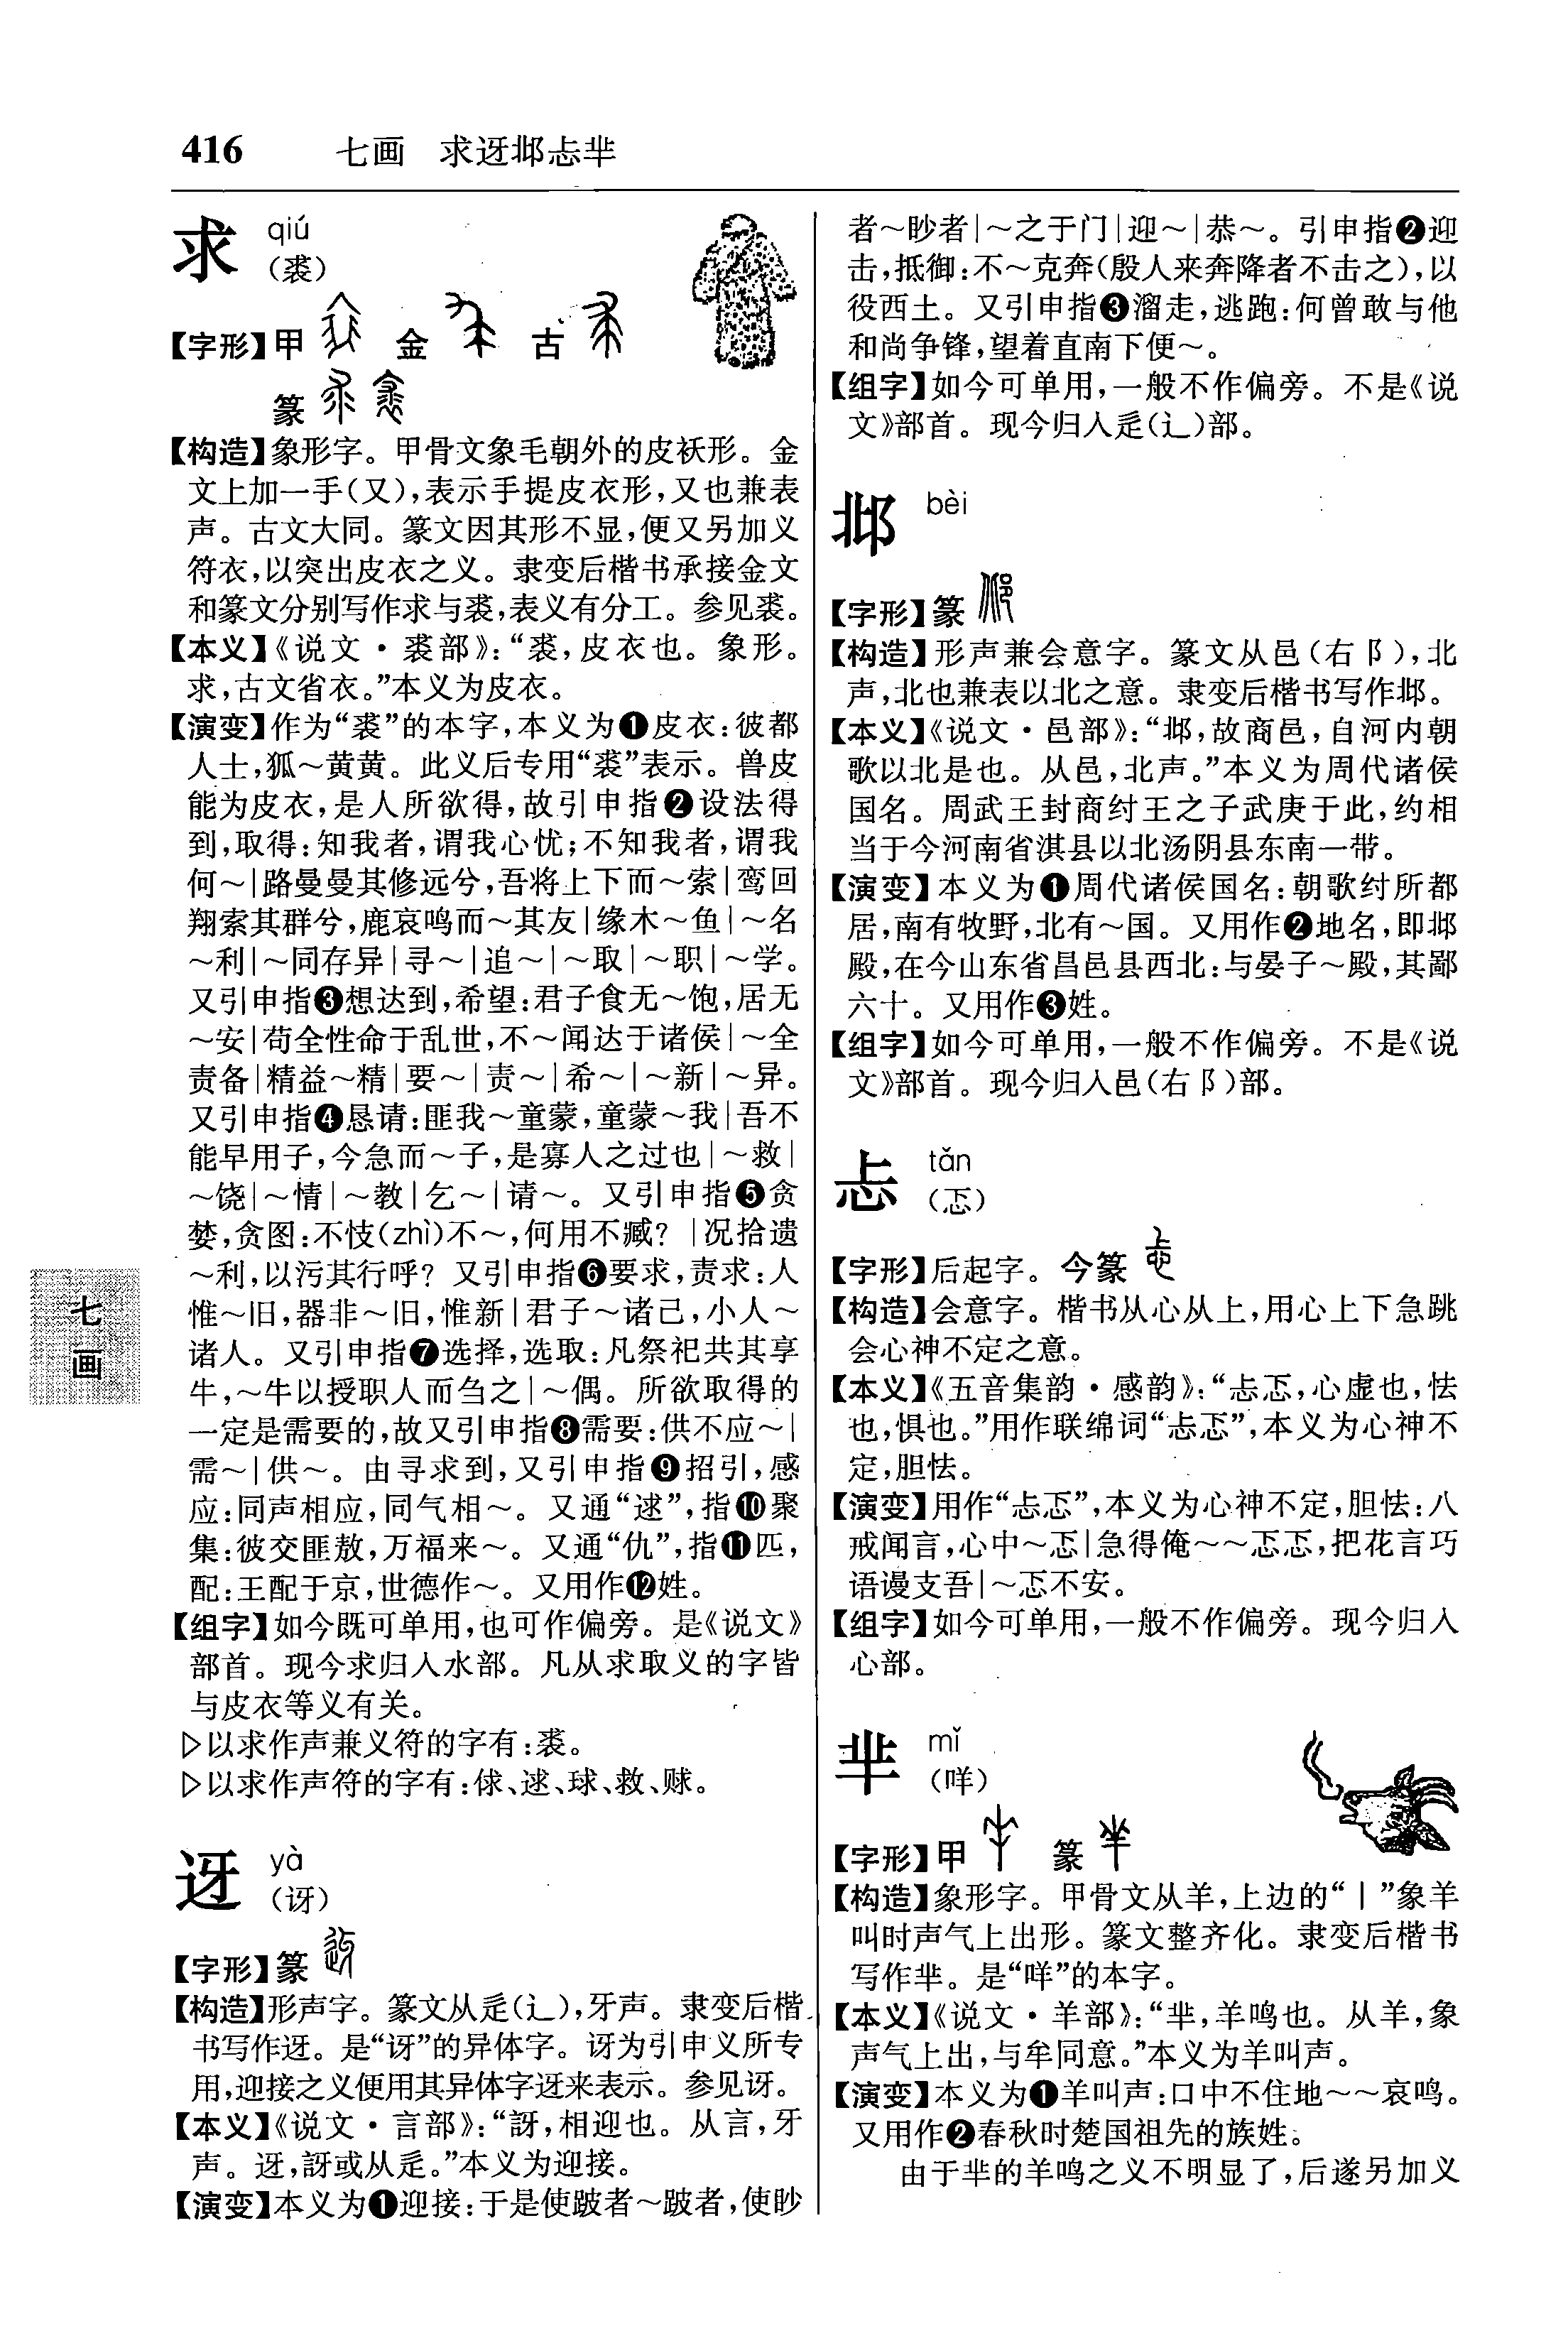 416 七画 求迓邶忐芈
求 qiú
（裘）
【字形】甲 金 古
篆
【构造】象形字。甲骨文象毛朝外的皮袄形。金
文上加一手（又），表示手提皮衣形，又也兼表
声。古文大同。篆文因其形不显，便又另加义
符衣，以突出皮衣之义。隶变后楷书承接金文
和篆文分别写作求与裘，表义有分工。参见裘。
【本义】《说文·裘部》：“裘，皮衣也。象形。
求，古文省衣。”本义为皮衣。
【演变】作为“裘”的本字，本义为❶皮衣：彼都
人士，狐～黄黄。此义后专用“裘”表示。兽皮
能为皮衣，是人所欲得，故引申指❷设法得
到，取得：知我者，谓我心忧；不知我者，谓我
何～|路曼曼其修远兮，吾将上下而～索|鸾回
翔索其群兮，鹿哀鸣而～其友|缘木～鱼|～名
～利|～同存异|寻～|追～|～取|～职|～学。
又引申指❸想达到，希望：君子食无～饱，居无
～安|苟全性命于乱世，不～闻达于诸侯|～全
责备|精益～精|要～|责～|希～|～新|～异。
又引申指❹恳请：匪我～童蒙，童蒙～我|吾不
能早用子，今急而～子，是寡人之过也|～救|
～饶|～情|～教|乞～|请～。又引申指❺贪
婪，贪图：不忮(zhì)不～，何用不臧？|况拾遗
～利，以污其行呼？又引申指❻要求，责求：人
惟～旧，器非～旧，惟新|君子～诸己，小人～
诸人。又引申指❼选择，选取：凡祭祀共其享
牛，～牛以授职人而刍之|～偶。所欲取得的
一定是需要的，故又引申指❽需要：供不应～|
需～|供～。由寻求到，又引申指❾招引，感
应：同声相应，同气相～。又通“逑”，指❿聚
集：彼交匪敖，万福来～。又通“仇”，指⓫匹，
配：王配于京，世德作～。又用作⓬姓。
【组字】如今既可单用，也可作偏旁。是《说文》
部首。现今求归入水部。凡从求取义的字皆
与皮衣等义有关。
▷以求作声兼义符的字有：裘。
▷以求作声符的字有：俅、逑、球、救、赇。
迓 yà
（讶）
【字形】篆
【构造】形声字。篆文从辵（辶），牙声。隶变后楷
书写作迓。是“讶”的异体字。讶为引申义所专
用，迎接之义便用其异体字迓来表示。参见讶。
【本义】《说文·言部》：“訝，相迎也。从言，牙
声。迓，訝或从辵。”本义为迎接。
【演变】本义为❶迎接：于是使跛者～跛者，使眇
者～眇者|～之于门|迎～|恭～。引申指❷迎
击，抵御：不～克奔（殷人来奔降者不击之），以
役西土。又引申指❸溜走，逃跑：何曾敢与他
和尚争锋，望着直南下便～。
【组字】如今可单用，一般不作偏旁。不是《说
文》部首。现今归入辵（辶）部。
邶 bèi
【字形】篆
【构造】形声兼会意字。篆文从邑（右阝），北
声，北也兼表以北之意。隶变后楷书写作邶。
【本义】《说文·邑部》：“邶，故商邑，自河内朝
歌以北是也。从邑，北声。”本义为周代诸侯
国名。周武王封商纣王之子武庚于此，约相
当于今河南省淇县以北汤阴县东南一带。
【演变】本义为❶周代诸侯国名：朝歌纣所都
居，南有牧野，北有～国。又用作❷地名，即邶
殿，在今山东省昌邑县西北：与晏子～殿，其鄙
六十。又用作❸姓。
【组字】如今可单用，一般不作偏旁。不是《说
文》部首。现今归入邑（右阝）部。
忐 tǎn
（忑）
【字形】后起字。今篆
【构造】会意字。楷书从心从上，用心上下急跳
会心神不定之意。
【本义】《五音集韵·感韵》：“忐忑，心虚也，怯
也，惧也。”用作联绵词“忐忑”，本义为心神不
定，胆怯。
【演变】用作“忐忑”，本义为心神不定，胆怯：八
戒闻言，心中～忑|急得俺～～忑忑，把花言巧
语谩支吾|～忑不安。
【组字】如今可单用，一般不作偏旁。现今归入
心部。
芈 mǐ
（咩）
【字形】甲 篆
【构造】象形字。甲骨文从羊，上边的“丨”象羊
叫时声气上出形。篆文整齐化。隶变后楷书
写作芈。是“咩”的本字。
【本义】《说文·羊部》：“芈，羊鸣也。从羊，象
声气上出，与牟同意。”本义为羊叫声。
【演变】本义为❶羊叫声：口中不住地～～哀鸣。
又用作❷春秋时楚国祖先的族姓。
由于芈的羊鸣之义不明显了，后遂另加义
七
画